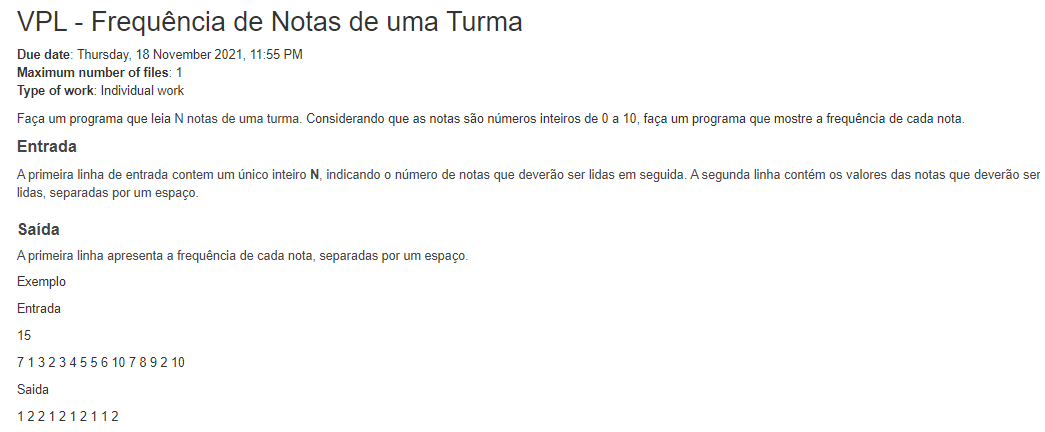 VPL - Frequência de Notas de uma Turma
Due date: Thursday, 18 November 2021, 11:55 PM
Maximum number of files: 1
Type of work: Individual work
Faça um programa que leia N notas de uma turma. Considerando que as notas são números inteiros de 0 a 10, faça um programa que mostre a frequência de cada nota.
Entrada
A primeira linha de entrada contem um único inteiro N, indicando o número de notas que deverão ser lidas em seguida. A segunda linha contém os valores das notas que deverão ser
lidas, separadas por um espaço.
Saída
A primeira linha apresenta a frequência de cada nota, separadas por um espaço.
Exemplo
Entrada
15
7 1 3 2 3 4 5 5 6 10 7 8 9 2 10
Saida
1 2 2 1 2 1 2 1 1 2